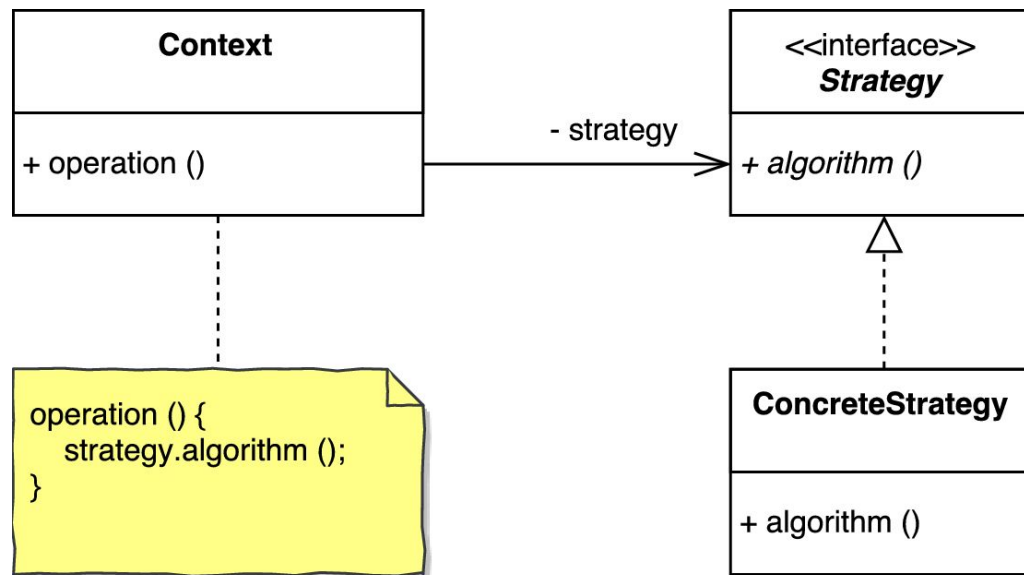 Context
+ operation ()
- strategy
<<interface>>
Strategy
+ algorithm ()
operation () {
strategy.algorithm ();
}
ConcreteStrategy
+ algorithm ()